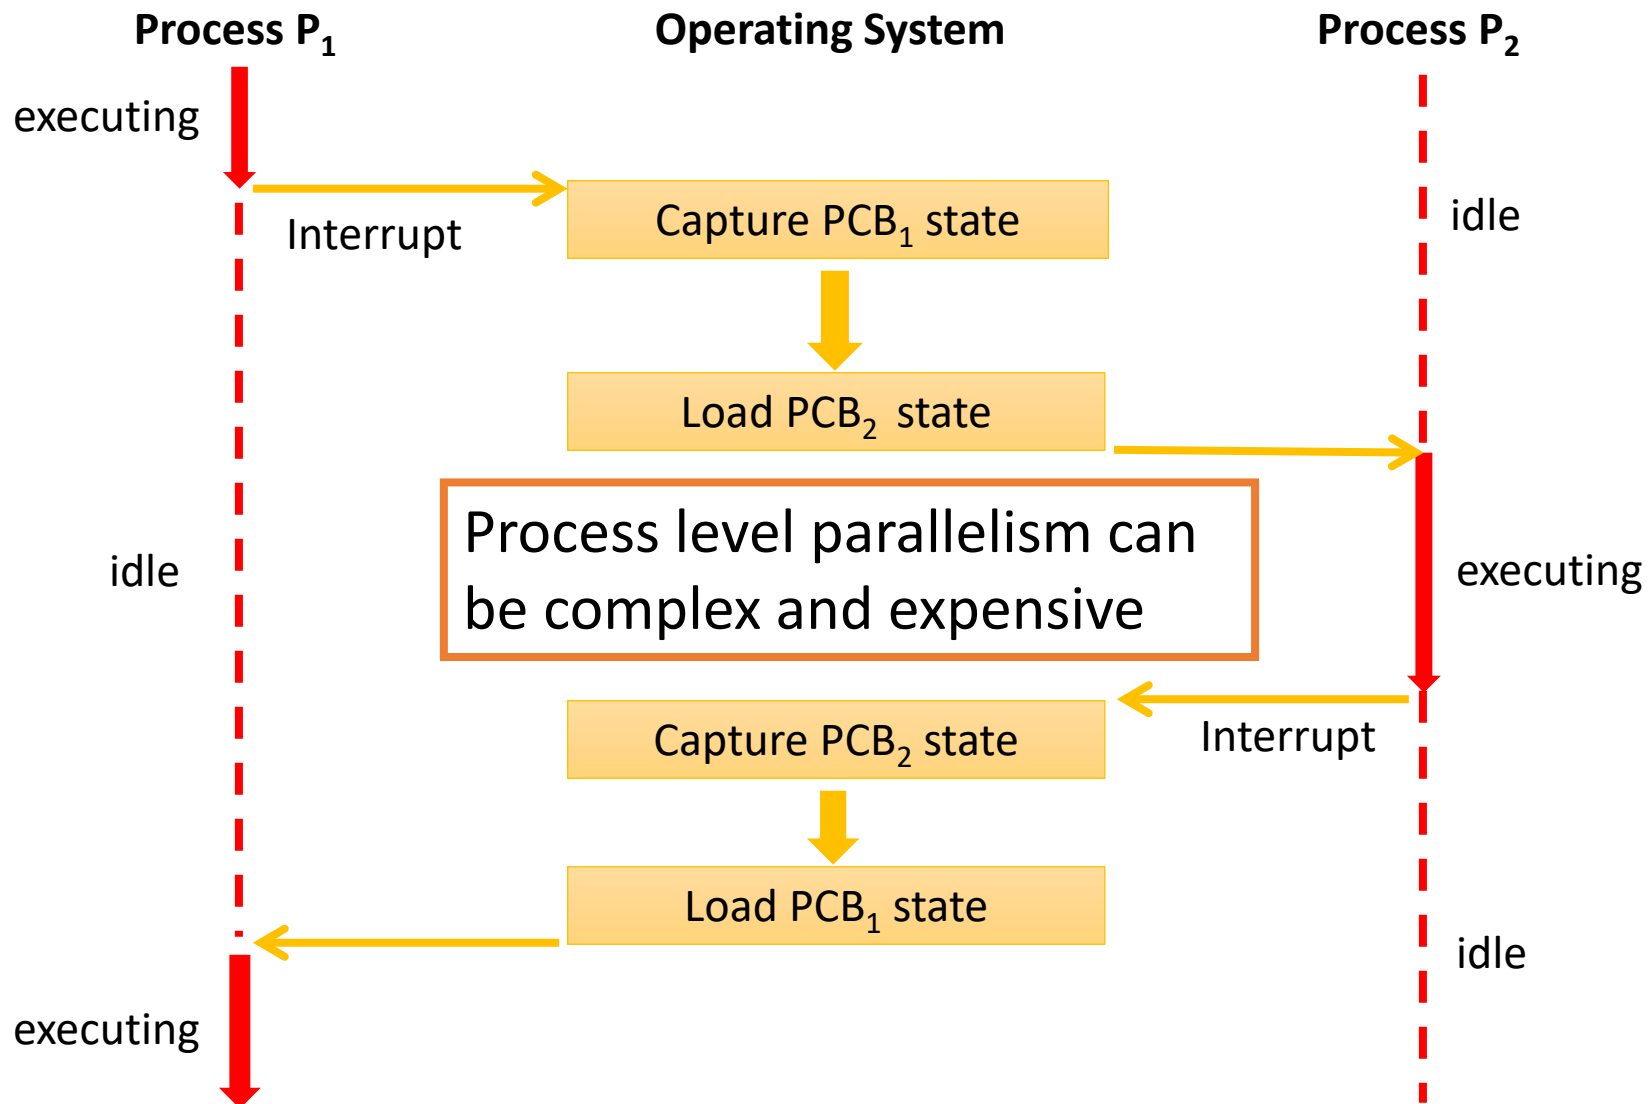 Process P₁ Operating System Process P₂
executing
Interrupt
Capture PCB₁ state
idle
Load PCB₂ state
Process level parallelism can
be complex and expensive
idle
executing
Interrupt
Capture PCB₂ state
Load PCB₁ state
idle
executing